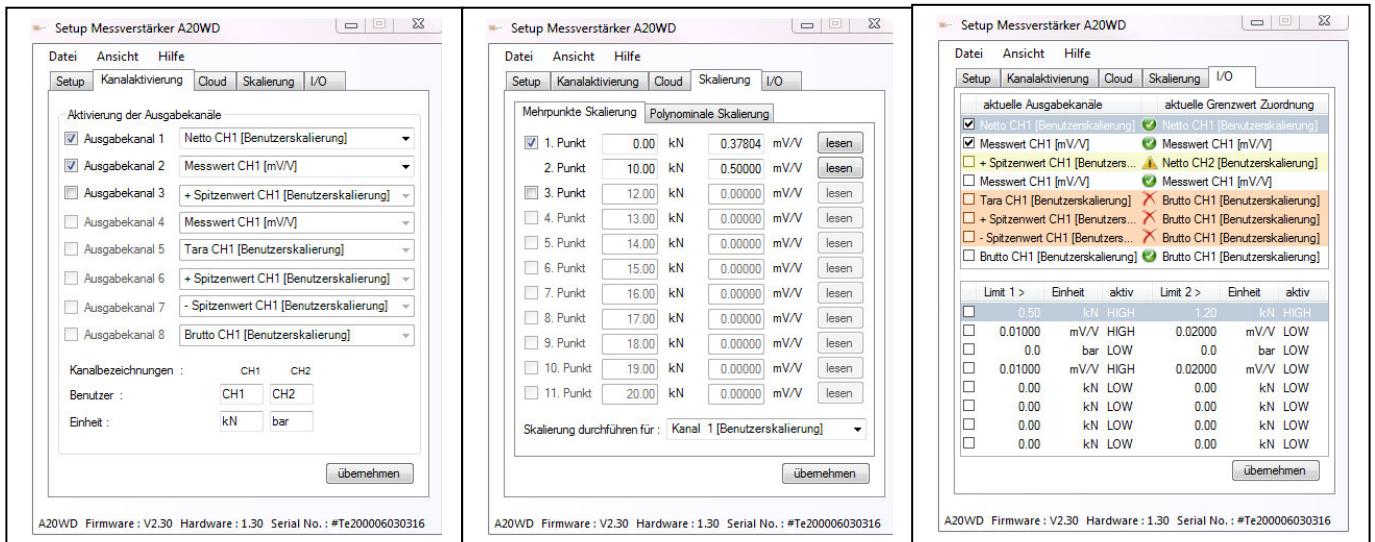 Setup Messverstärker A20WD
Datei Ansicht Hilfe
Setup Kanalaktivierung Cloud Skalierung I/O
Aktivierung der Ausgabekanäle
Ausgabekanal 1 Netto CH1 [Benutzerskalierung]
Ausgabekanal 2 Messwert CH1 [mV/V]
Ausgabekanal 3 + Spitzenwert CH1 [Benutzerskalierung]
Ausgabekanal 4 Messwert CH1 [mV/V]
Ausgabekanal 5 Tara CH1 [Benutzerskalierung]
Ausgabekanal 6 + Spitzenwert CH1 [Benutzerskalierung]
Ausgabekanal 7 - Spitzenwert CH1 [Benutzerskalierung]
Ausgabekanal 8 Brutto CH1 [Benutzerskalierung]
Kanalbezeichnungen : CH1 CH2
Benutzer : CH1 CH2
Einheit : kN bar
übernehmen
A20WD Firmware : V2.30 Hardware : 1.30 Serial No. : #Te200006030316
Setup Messverstärker A20WD
Datei Ansicht Hilfe
Setup Kanalaktivierung Cloud Skalierung I/O
Mehrpunkte Skalierung Polynominale Skalierung
1. Punkt 0.00 kN 0.37804 mV/V lesen
2. Punkt 10.00 kN 0.50000 mV/V lesen
3. Punkt 12.00 kN 0.00000 mV/V lesen
4. Punkt 13.00 kN 0.00000 mV/V lesen
5. Punkt 14.00 kN 0.00000 mV/V lesen
6. Punkt 15.00 kN 0.00000 mV/V lesen
7. Punkt 16.00 kN 0.00000 mV/V lesen
8. Punkt 17.00 kN 0.00000 mV/V lesen
9. Punkt 18.00 kN 0.00000 mV/V lesen
10. Punkt 19.00 kN 0.00000 mV/V lesen
11. Punkt 20.00 kN 0.00000 mV/V lesen
Skalierung durchführen für : Kanal 1 [Benutzerskalierung]
übernehmen
A20WD Firmware : V2.30 Hardware : 1.30 Serial No. : #Te200006030316
Setup Messverstärker A20WD
Datei Ansicht Hilfe
Setup Kanalaktivierung Cloud Skalierung I/O
aktuelle Ausgabekanäle aktuelle Grenzwert Zuordnung
Netto CH1 [Benutzerskalierung] Netto CH1 [Benutzerskalierung]
Messwert CH1 [mV/V] Messwert CH1 [mV/V]
+ Spitzenwert CH1 [Benutzers... Netto CH2 [Benutzerskalierung]
Messwert CH1 [mV/V] Messwert CH1 [mV/V]
Tara CH1 [Benutzerskalierung] Brutto CH1 [Benutzerskalierung]
+ Spitzenwert CH1 [Benutzers... Brutto CH1 [Benutzerskalierung]
- Spitzenwert CH1 [Benutzers... Brutto CH1 [Benutzerskalierung]
Brutto CH1 [Benutzerskalierung] Brutto CH1 [Benutzerskalierung]
Limit 1 > Einheit aktiv Limit 2 > Einheit aktiv
0.50 kN HIGH 1.20 kN HIGH
0.01000 mV/V HIGH 0.02000 mV/V LOW
0.0 bar LOW 0.0 bar LOW
0.01000 mV/V HIGH 0.02000 mV/V LOW
0.00 kN LOW 0.00 kN LOW
0.00 kN LOW 0.00 kN LOW
0.00 kN LOW 0.00 kN LOW
0.00 kN LOW 0.00 kN LOW
übernehmen
A20WD Firmware : V2.30 Hardware : 1.30 Serial No. : #Te200006030316